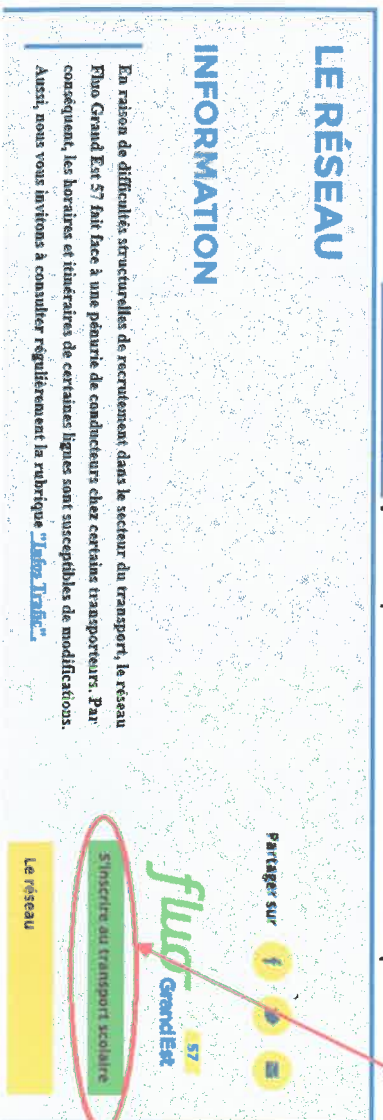 LE RÉSEAU
INFORMATION
En raison de difficultés structurelles de recrutement dans le secteur du transport, le réseau
Fluo Grand Est 57 fait face à une pénurie de conducteurs chez certains transporteurs. Par
conséquent, les horaires et itinéraires de certaines lignes sont susceptibles de modifications.
Aussi, nous vous invitons à consulter régulièrement la rubrique "Infos Trafic".
Partager sur
fluo Grand Est 57
S'inscrire au transport scolaire
Le réseau